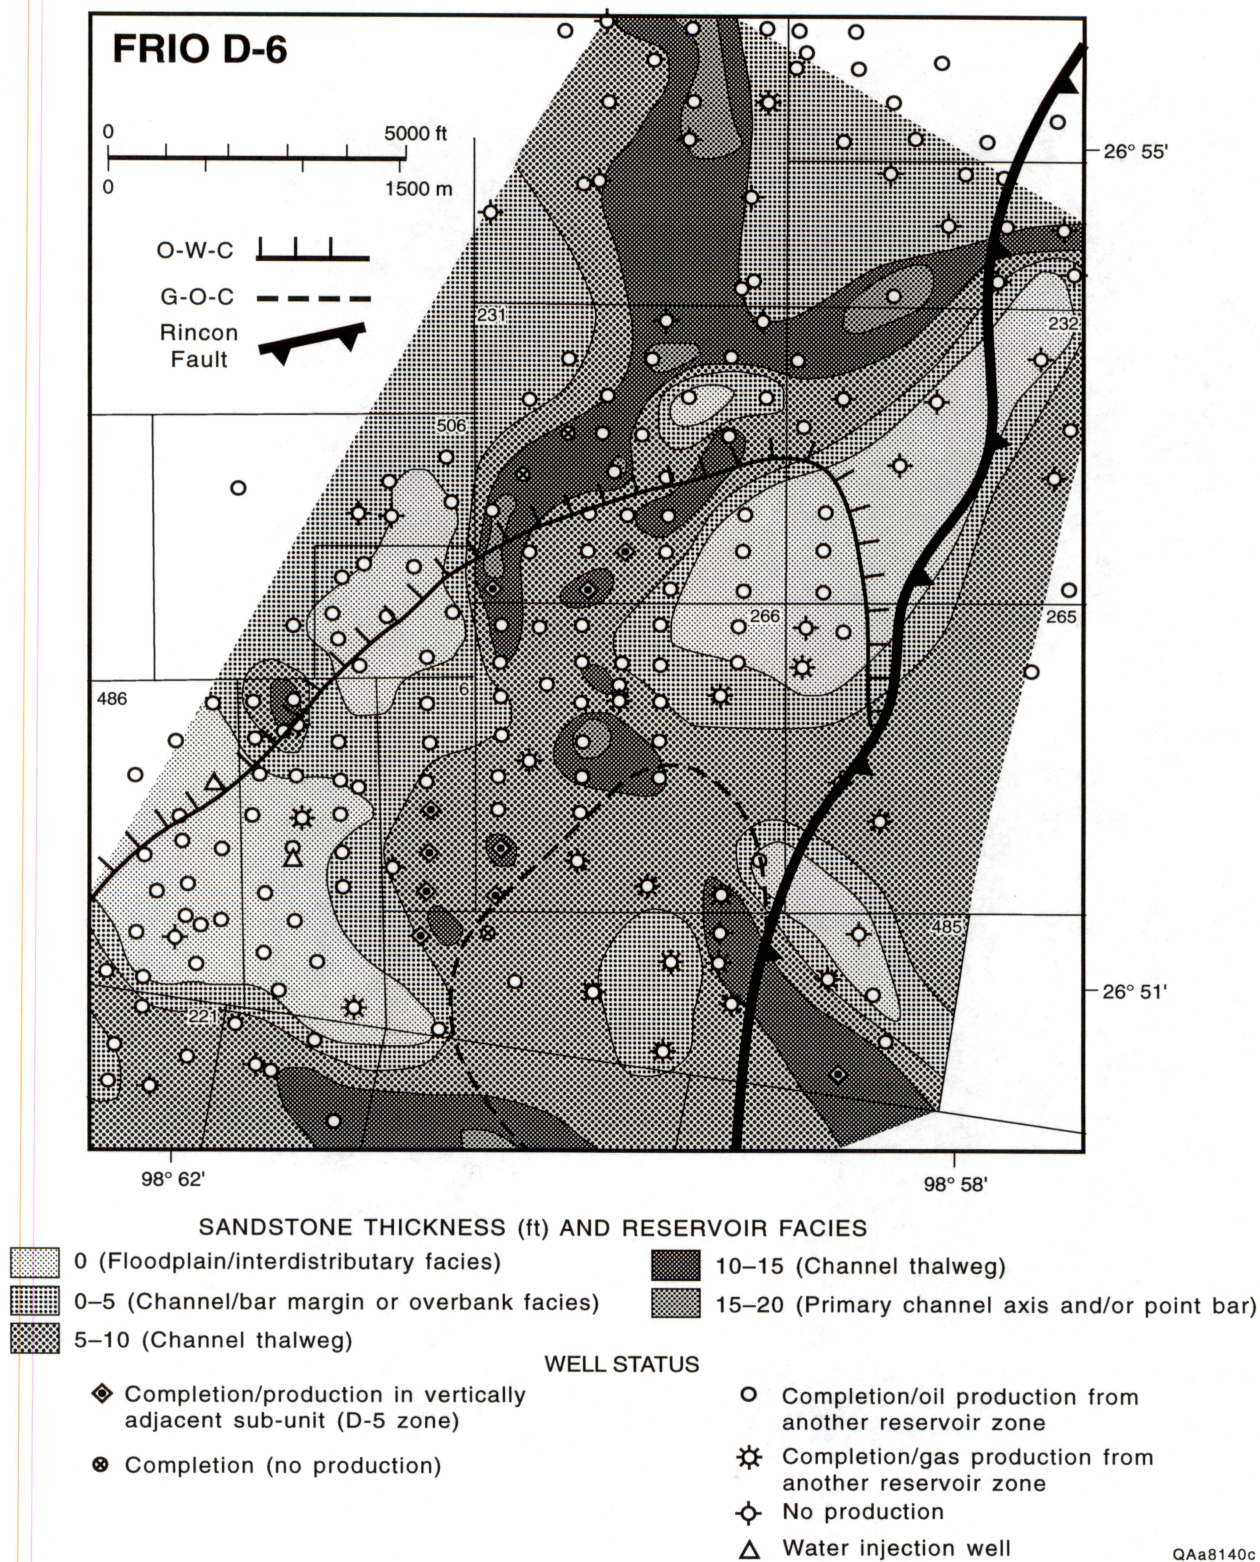 FRIO D-6
0 5000 ft
0 1500 m
O-W-C
G-O-C
Rincon
Fault
26° 55'
231
232
506
266
265
486
6
485
26° 51'
221
98° 62'
98° 58'
SANDSTONE THICKNESS (ft) AND RESERVOIR FACIES
0 (Floodplain/interdistributary facies)
0–5 (Channel/bar margin or overbank facies)
5–10 (Channel thalweg)
10–15 (Channel thalweg)
15–20 (Primary channel axis and/or point bar)
WELL STATUS
Completion/production in vertically
adjacent sub-unit (D-5 zone)
Completion (no production)
Completion/oil production from
another reservoir zone
Completion/gas production from
another reservoir zone
No production
Water injection well
QAa8140c